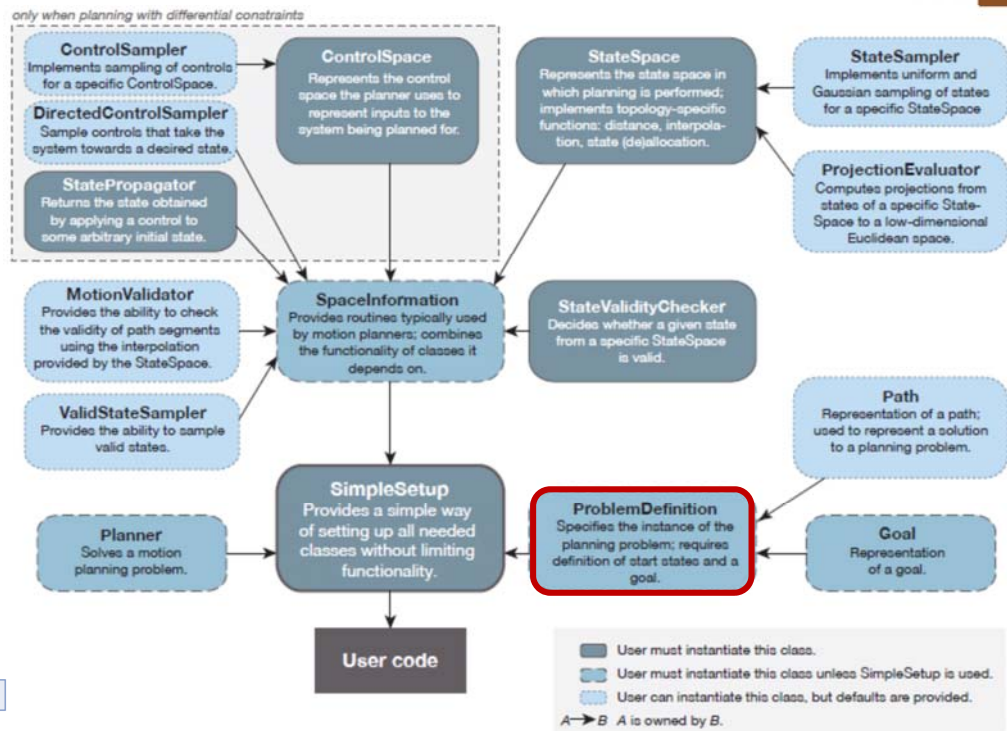 only when planning with differential constraints
ControlSampler
Implements sampling of controls
for a specific ControlSpace.
DirectedControlSampler
Sample controls that take the
system towards a desired state.
StatePropagator
Returns the state obtained
by applying a control to
some arbitrary initial state.
ControlSpace
Represents the control
space the planner uses to
represent inputs to the
system being planned for.
StateSpace
Represents the state space in
which planning is performed;
implements topology-specific
functions: distance, interpola-
tion, state (de)allocation.
StateSampler
Implements uniform and
Gaussian sampling of states
for a specific StateSpace
ProjectionEvaluator
Computes projections from
states of a specific State-
Space to a low-dimensional
Euclidean space.
MotionValidator
Provides the ability to check
the validity of path segments
using the interpolation
provided by the StateSpace.
SpaceInformation
Provides routines typically used
by motion planners; combines
the functionality of classes it
depends on.
StateValidityChecker
Decides whether a given state
from a specific StateSpace
is valid.
ValidStateSampler
Provides the ability to sample
valid states.
Path
Representation of a path;
used to represent a solution
to a planning problem.
Planner
Solves a motion
planning problem.
SimpleSetup
Provides a simple way
of setting up all needed
classes without limiting
functionality.
ProblemDefinition
Specifies the instance of the
planning problem; requires
definition of start states and a
goal.
Goal
Representation
of a goal.
User code
User must instantiate this class.
User must instantiate this class unless SimpleSetup is used.
User can instantiate this class, but defaults are provided.
A→B A is owned by B.